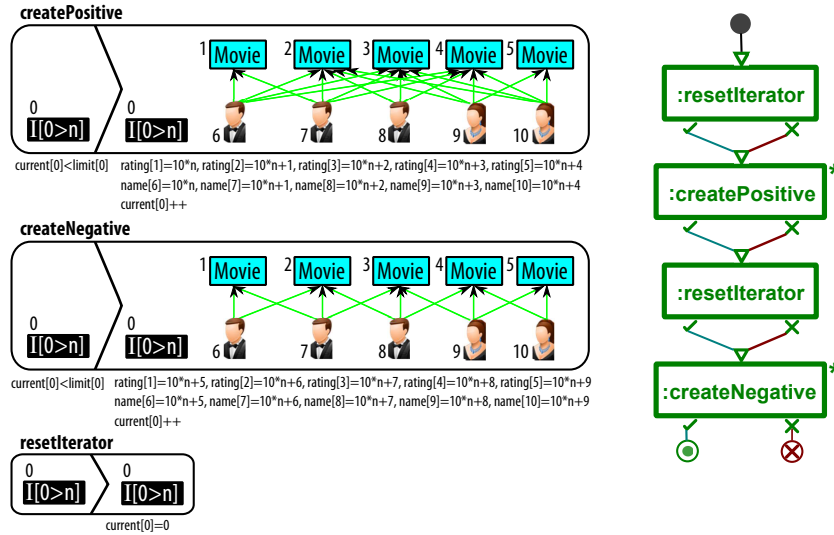 createPositive
1 Movie 2 Movie 3 Movie 4 Movie 5 Movie
0 0
I[0>n] I[0>n] 6 7 8 9 10
current[0]<limit[0] rating[1]=10*n, rating[2]=10*n+1, rating[3]=10*n+2, rating[4]=10*n+3, rating[5]=10*n+4
name[6]=10*n, name[7]=10*n+1, name[8]=10*n+2, name[9]=10*n+3, name[10]=10*n+4
current[0]++
createNegative
1 Movie 2 Movie 3 Movie 4 Movie 5 Movie
0 0
I[0>n] I[0>n] 6 7 8 9 10
current[0]<limit[0] rating[1]=10*n+5, rating[2]=10*n+6, rating[3]=10*n+7, rating[4]=10*n+8, rating[5]=10*n+9
name[6]=10*n+5, name[7]=10*n+6, name[8]=10*n+7, name[9]=10*n+8, name[10]=10*n+9
current[0]++
resetIterator
0 0
I[0>n] I[0>n]
current[0]=0
:resetIterator
:createPositive *
:resetIterator
:createNegative *